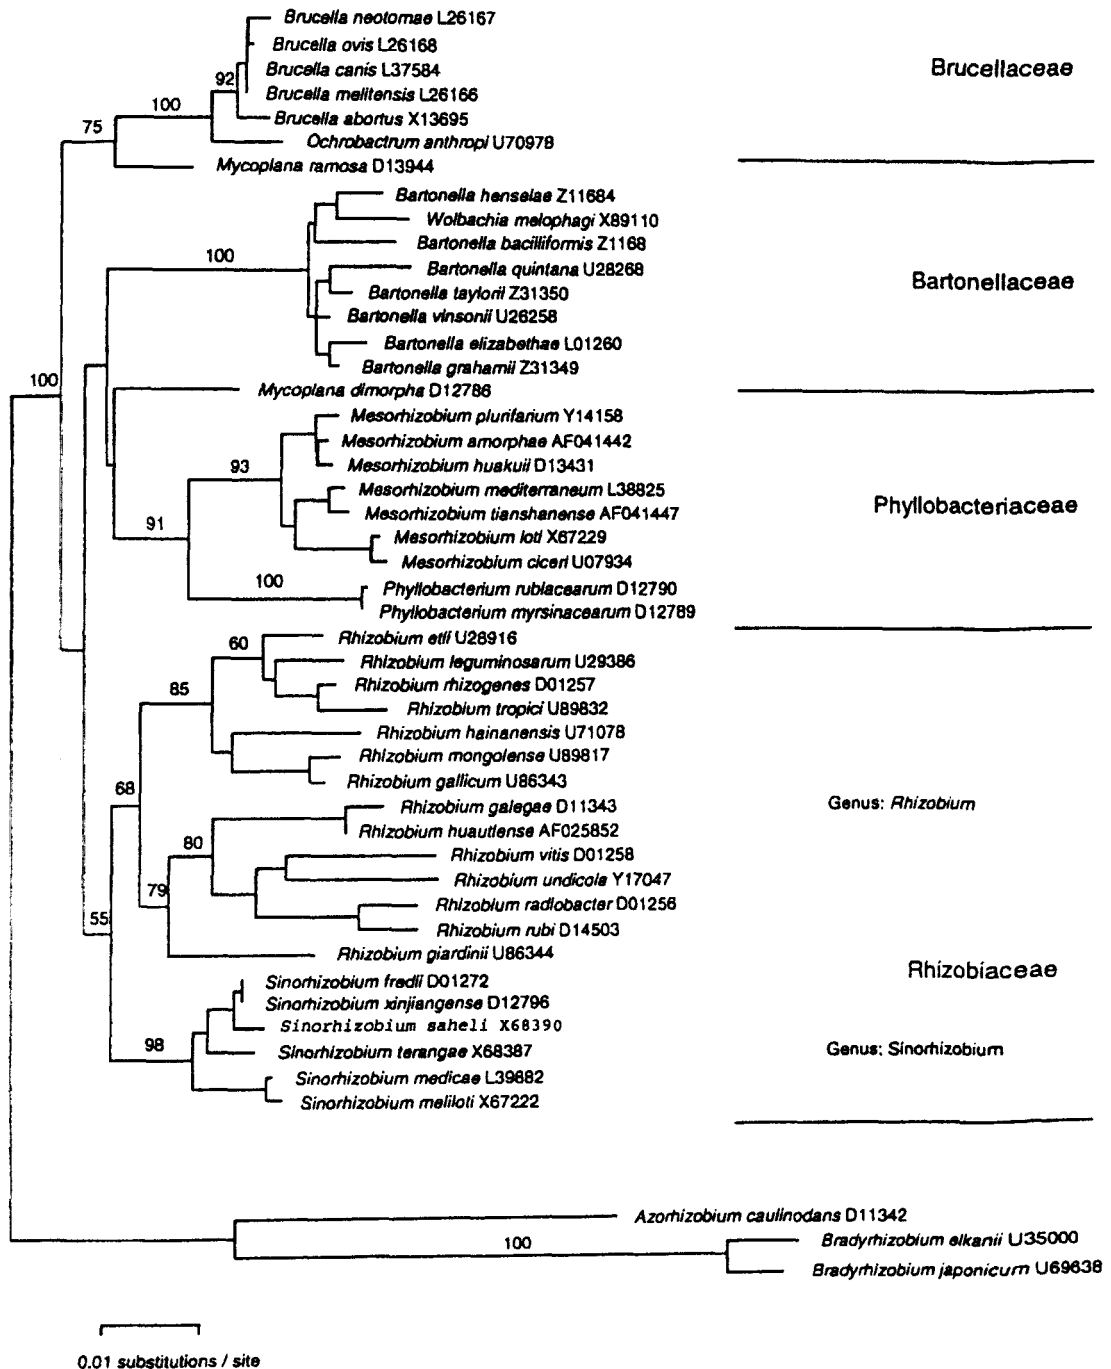 Brucella neotomae L26167
Brucella ovis L26168
92
Brucella canis L37584
Brucellaceae
Brucella melitensis L26166
100
Brucella abortus X13695
75
Ochrobactrum anthropi U70978
Mycoplana ramosa D13944
Bartonella henselae Z11684
Wolbachia melophagi X89110
Bartonella bacilliformis Z1168
100
Bartonella quintana U28268
Bartonellaceae
Bartonella taylorii Z31350
Bartonella vinsonii U26258
Bartonella elizabethae L01260
Bartonella grahamii Z31349
100
Mycoplana dimorpha D12786
Mesorhizobium plurifarium Y14158
Mesorhizobium amorphae AF041442
Mesorhizobium huakuii D13431
93
Mesorhizobium mediterraneum L38825
Phyllobacteriaceae
Mesorhizobium tianshanense AF041447
91
Mesorhizobium loti X67229
Mesorhizobium ciceri U07934
100
Phyllobacterium rubiacearum D12790
Phyllobacterium myrsinacearum D12789
Rhizobium etli U28916
60
Rhizobium leguminosarum U29386
Rhizobium rhizogenes D01257
85
Rhizobium tropici U89832
Rhizobium hainanensis U71078
Rhizobium mongolense U89817
Rhizobium gallicum U86343
68
Rhizobium galegae D11343
Genus: Rhizobium
Rhizobium huautlense AF025852
80
Rhizobium vitis D01258
Rhizobium undicola Y17047
79
Rhizobium radiobacter D01256
55
Rhizobium rubi D14503
Rhizobium giardinii U86344
Rhizobiaceae
Sinorhizobium fredii D01272
Sinorhizobium xinjiangense D12796
Sinorhizobium saheli X68390
98
Sinorhizobium terangae X68387
Genus: Sinorhizobium
Sinorhizobium medicae L39882
Sinorhizobium meliloti X67222
Azorhizobium caulinodans D11342
100
Bradyrhizobium elkanii U35000
Bradyrhizobium japonicum U69638
0.01 substitutions / site